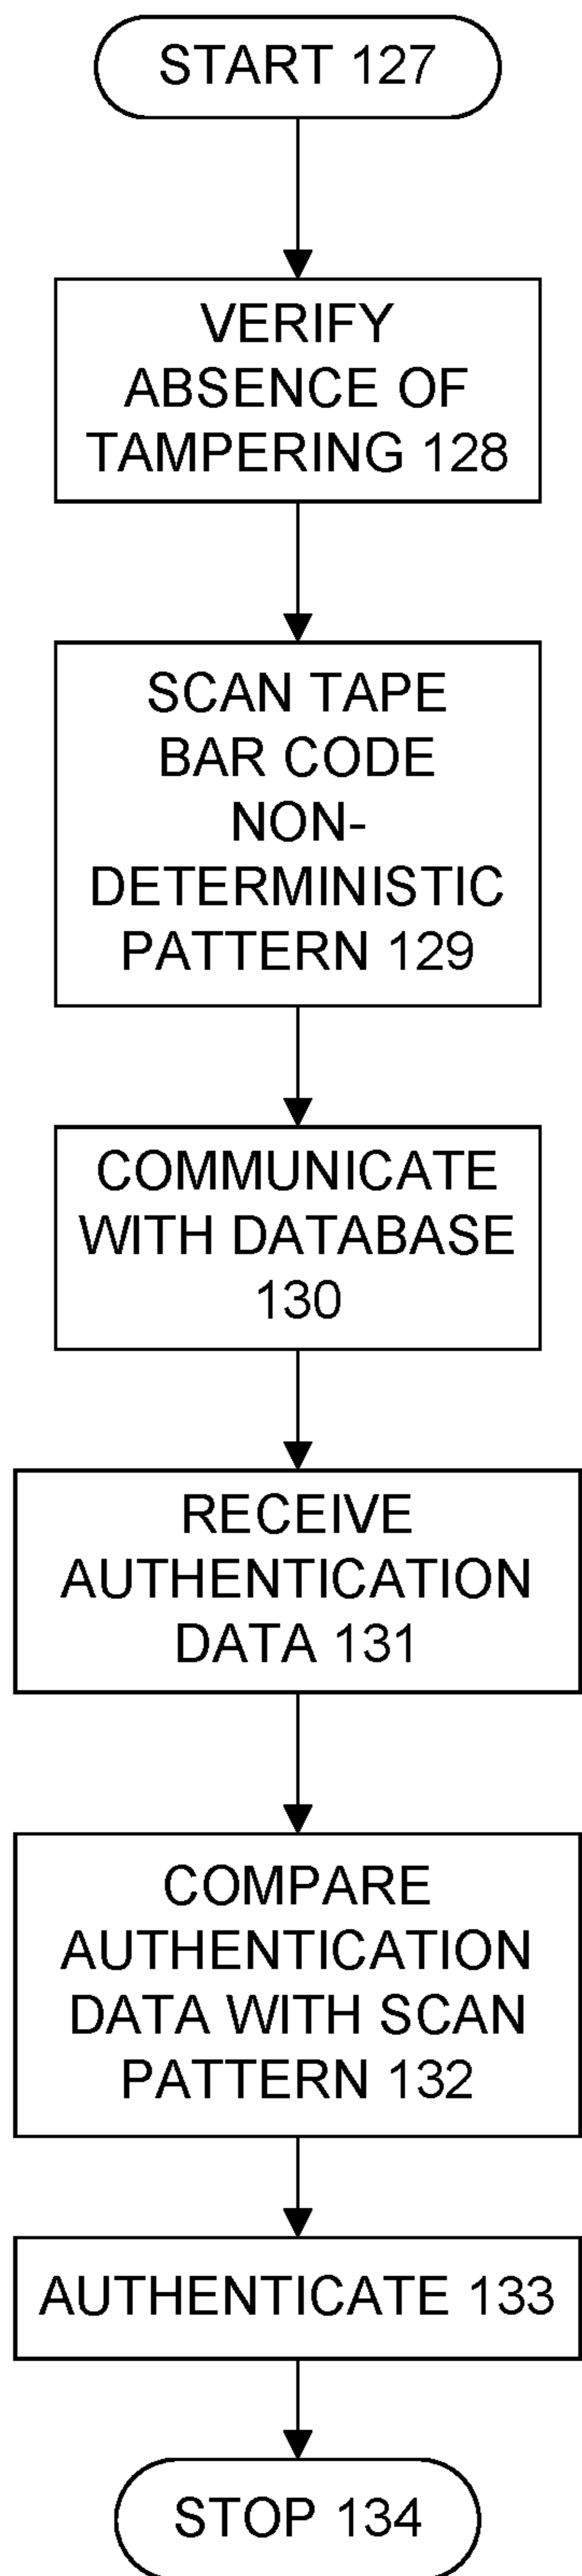 START 127
VERIFY
ABSENCE OF
TAMPERING 128
SCAN TAPE
BAR CODE
NON-
DETERMINISTIC
PATTERN 129
COMMUNICATE
WITH DATABASE
130
RECEIVE
AUTHENTICATION
DATA 131
COMPARE
AUTHENTICATION
DATA WITH SCAN
PATTERN 132
AUTHENTICATE 133
STOP 134